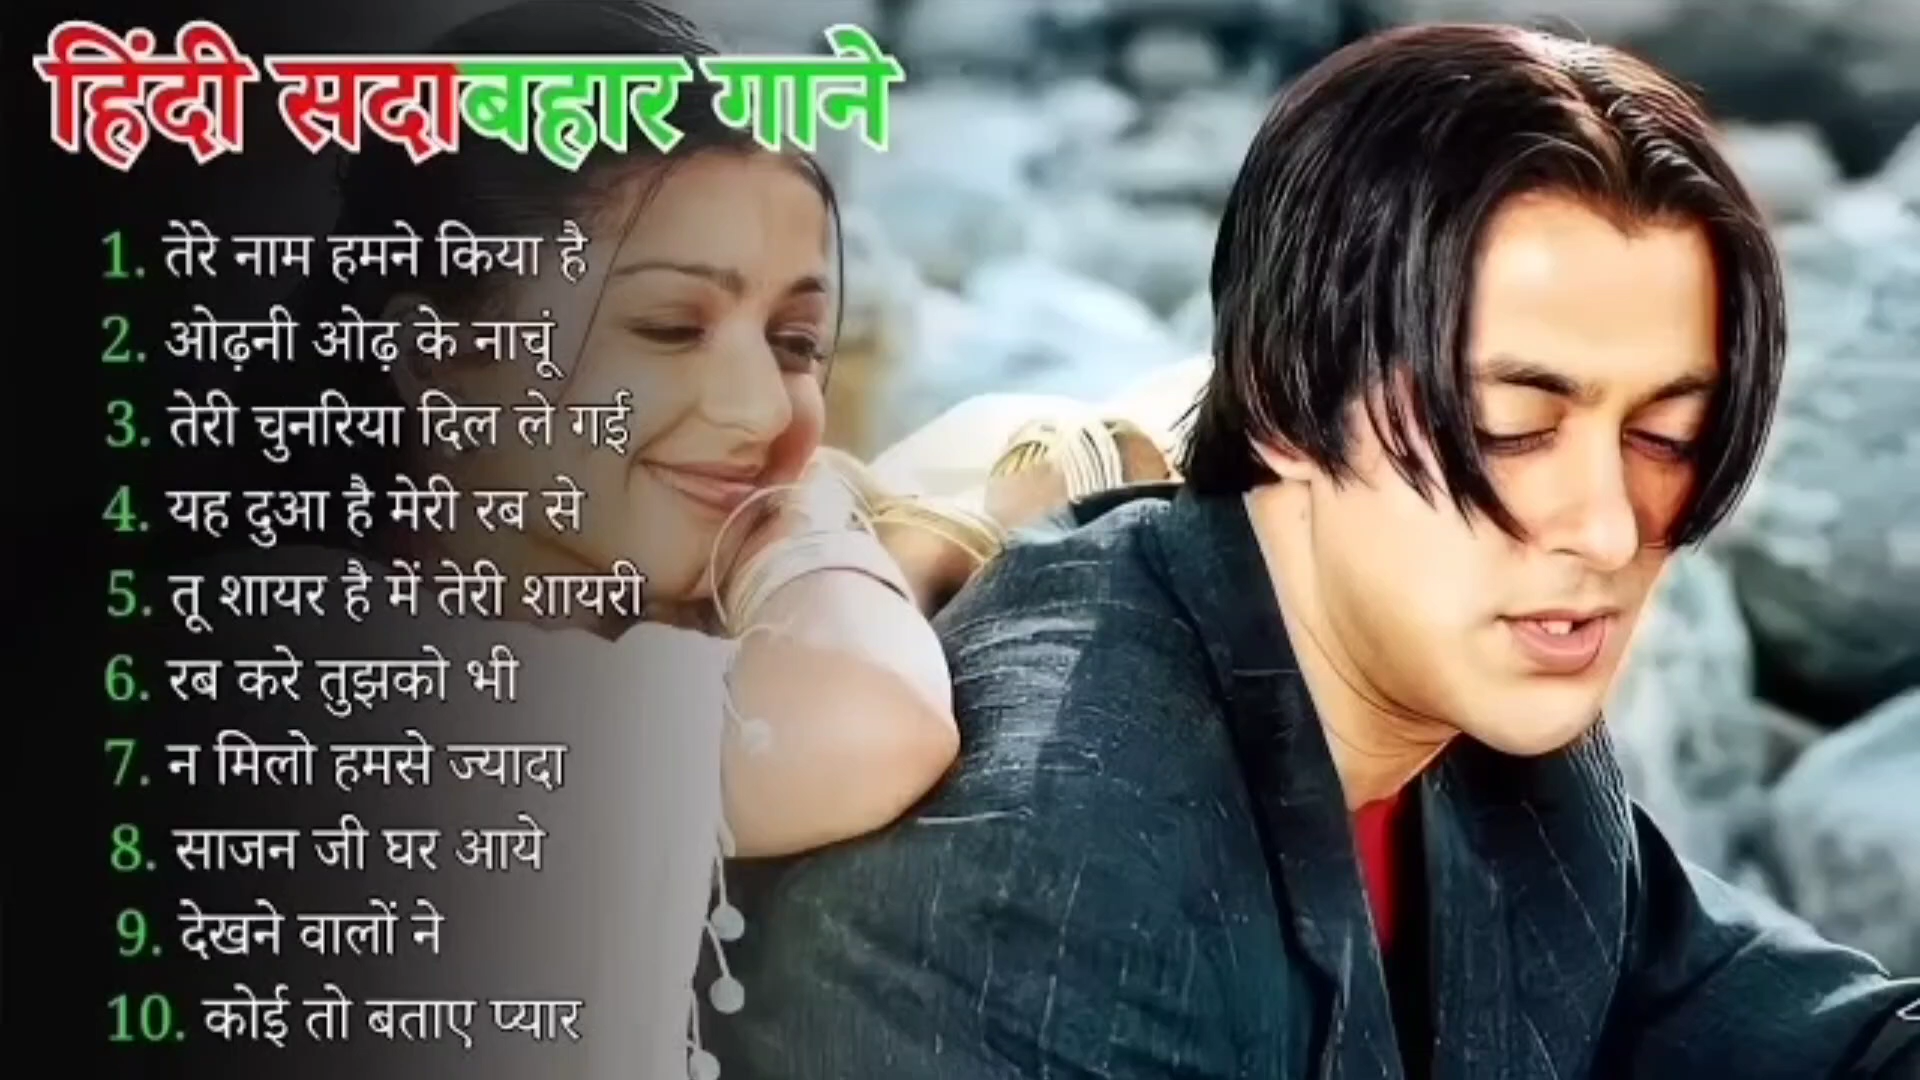 हिंदी सदाबहार गाने
1. तेरे नाम हमने किया है
2. ओढ़नी ओढ़ के नाचूं
3. तेरी चुनरिया दिल ले गई
4. यह दुआ है मेरी रब से
5. तू शायर है में तेरी शायरी
6. रब करे तुझको भी
7. न मिलो हमसे ज्यादा
8. साजन जी घर आये
9. देखने वालों ने
10. कोई तो बताए प्यार